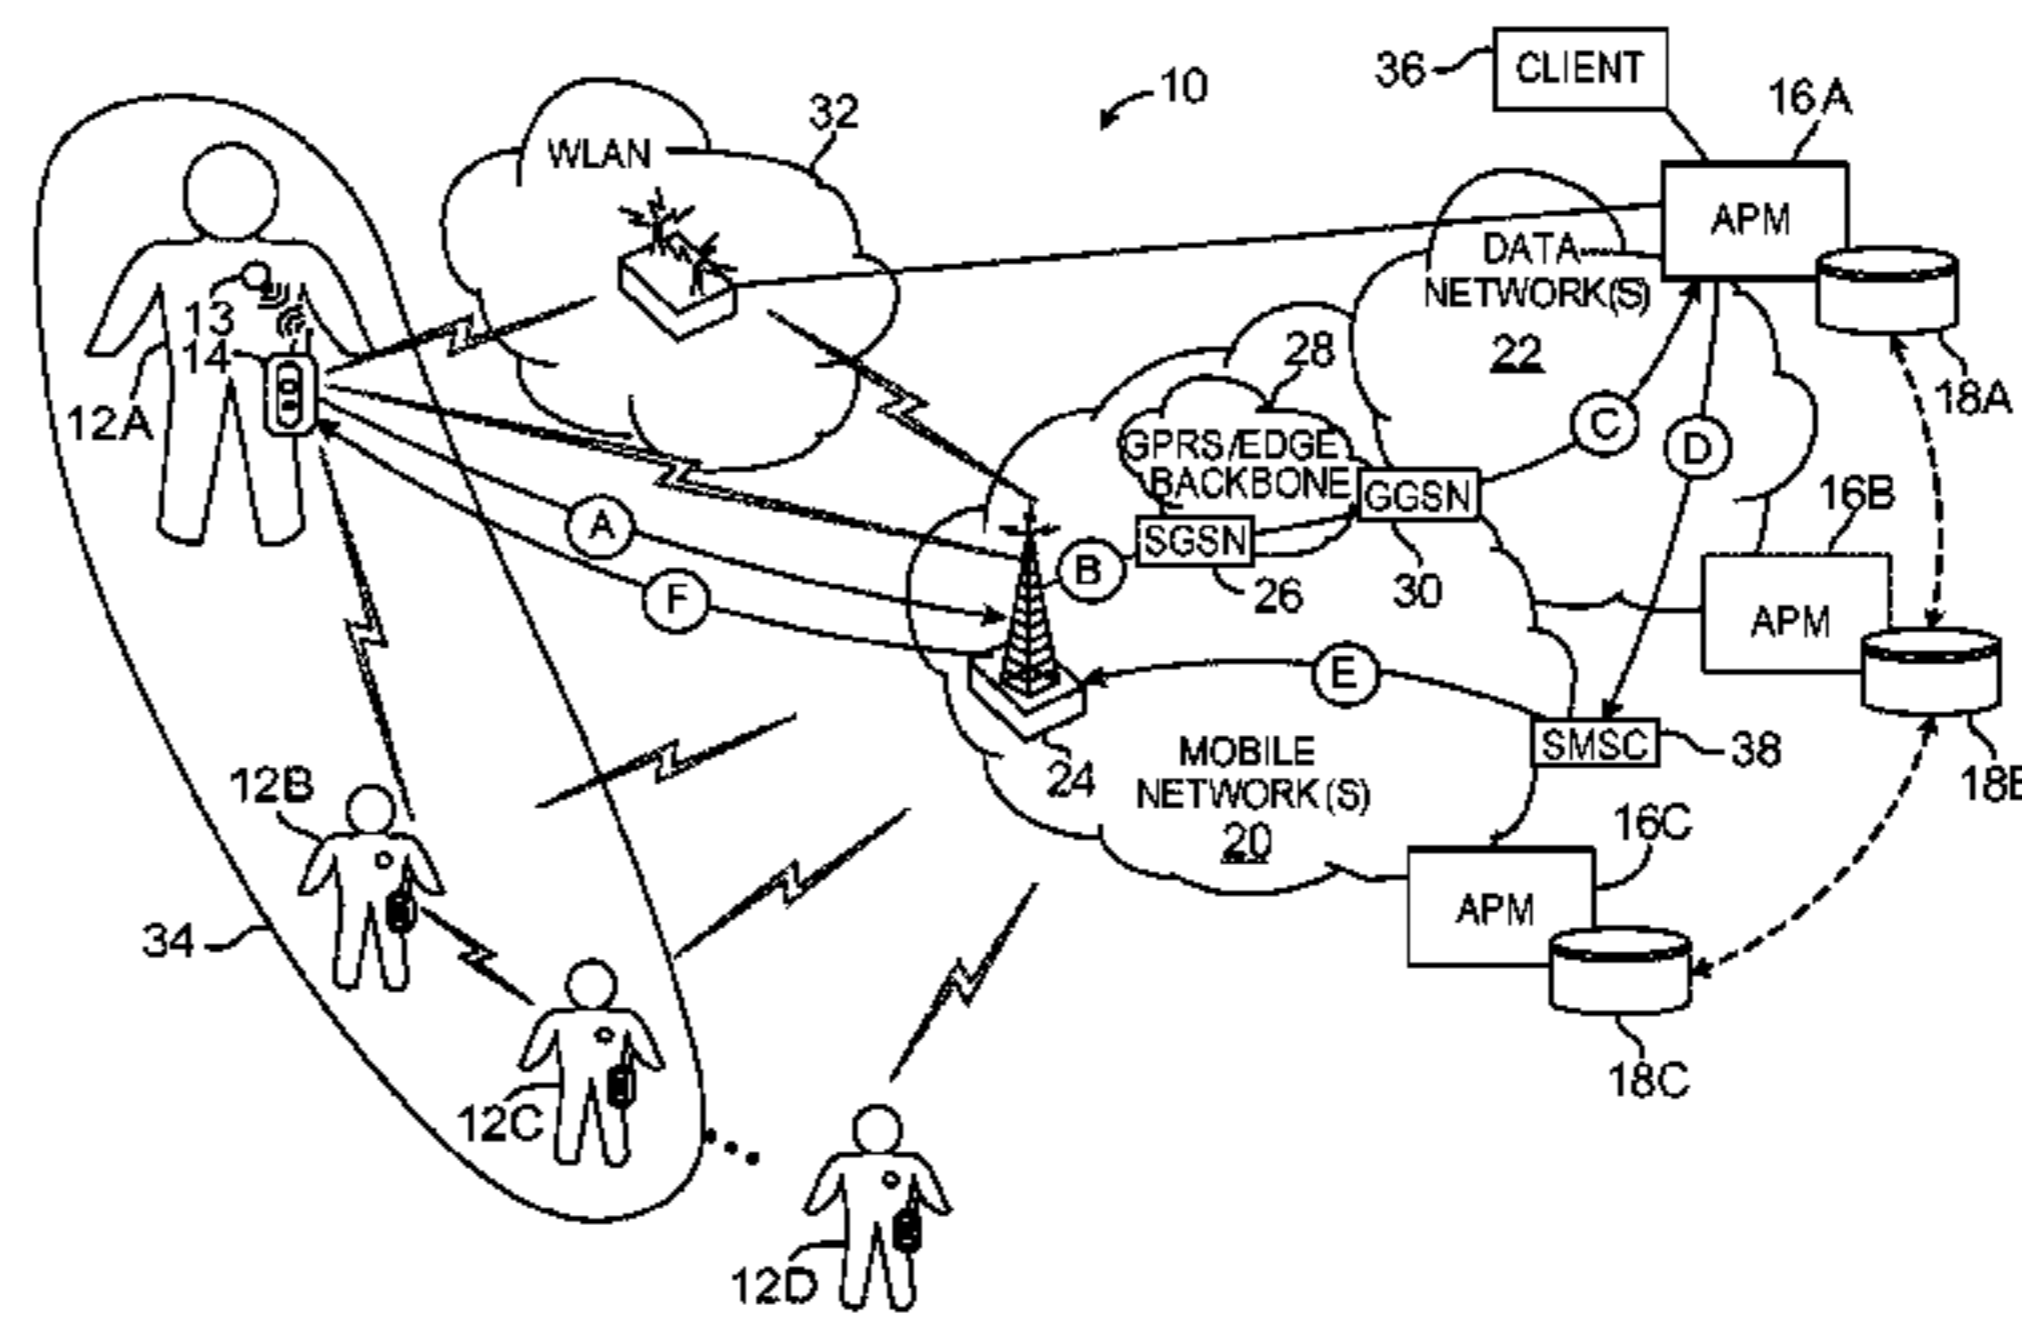 36
CLIENT
10
16A
32
WLAN
APM
DATA
NETWORK(S)
22
13
14
12A
28
18A
C
D
GPRS/EDGE
BACKBONE
GGSN
16B
A
SGSN
B
26
30
F
APM
E
SMSC
38
MOBILE
NETWORK(S)
20
24
18B
12B
16C
APM
34
18C
12C
12D